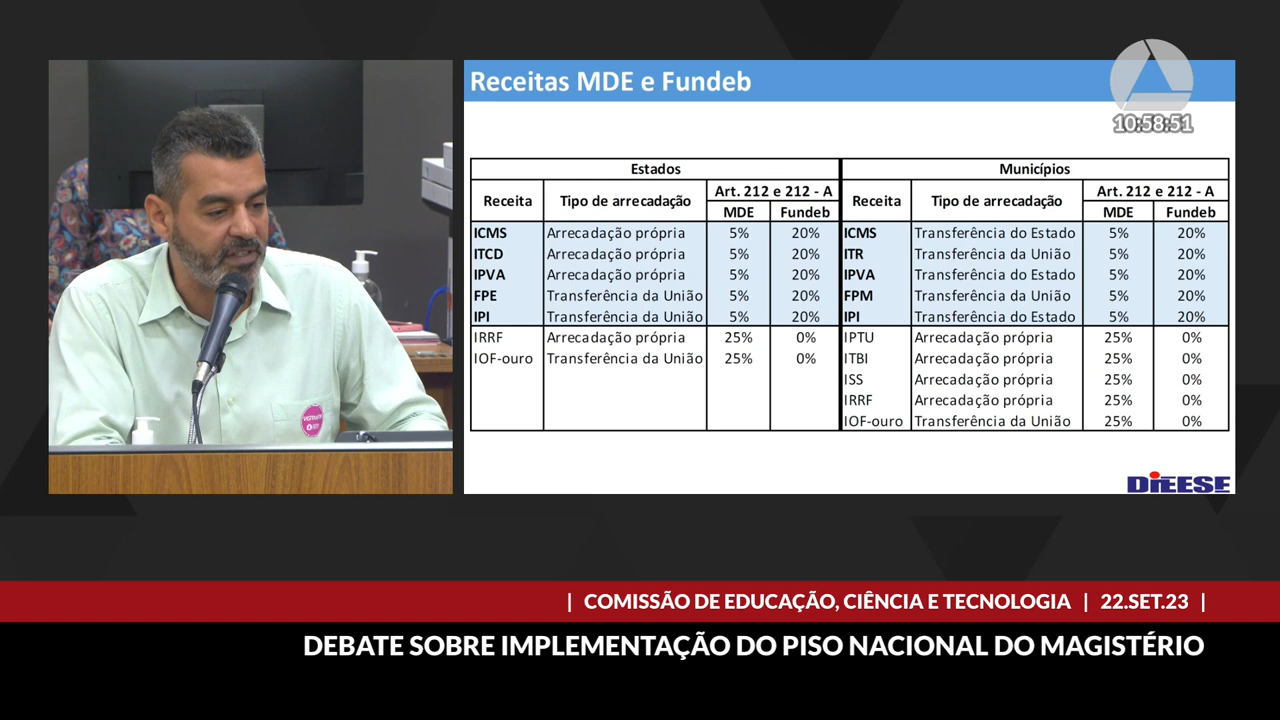 Receitas MDE e Fundeb
10:58:51
Estados Municípios
Receita Tipo de arrecadação Art. 212 e 212 - A Receita Tipo de arrecadação Art. 212 e 212 - A
MDE Fundeb MDE Fundeb
ICMS Arrecadação própria 5% 20% ICMS Transferência do Estado 5% 20%
ITCD Arrecadação própria 5% 20% ITR Transferência da União 5% 20%
IPVA Arrecadação própria 5% 20% IPVA Transferência do Estado 5% 20%
FPE Transferência da União 5% 20% FPM Transferência da União 5% 20%
IPI Transferência da União 5% 20% IPI Transferência do Estado 5% 20%
IRRF Arrecadação própria 25% 0% IPTU Arrecadação própria 25% 0%
IOF-ouro Transferência da União 25% 0% ITBI Arrecadação própria 25% 0%
ISS Arrecadação própria 25% 0%
IRRF Arrecadação própria 25% 0%
IOF-ouro Transferência da União 25% 0%
DIEESE
| COMISSÃO DE EDUCAÇÃO, CIÊNCIA E TECNOLOGIA | 22.SET.23 |
DEBATE SOBRE IMPLEMENTAÇÃO DO PISO NACIONAL DO MAGISTÉRIO